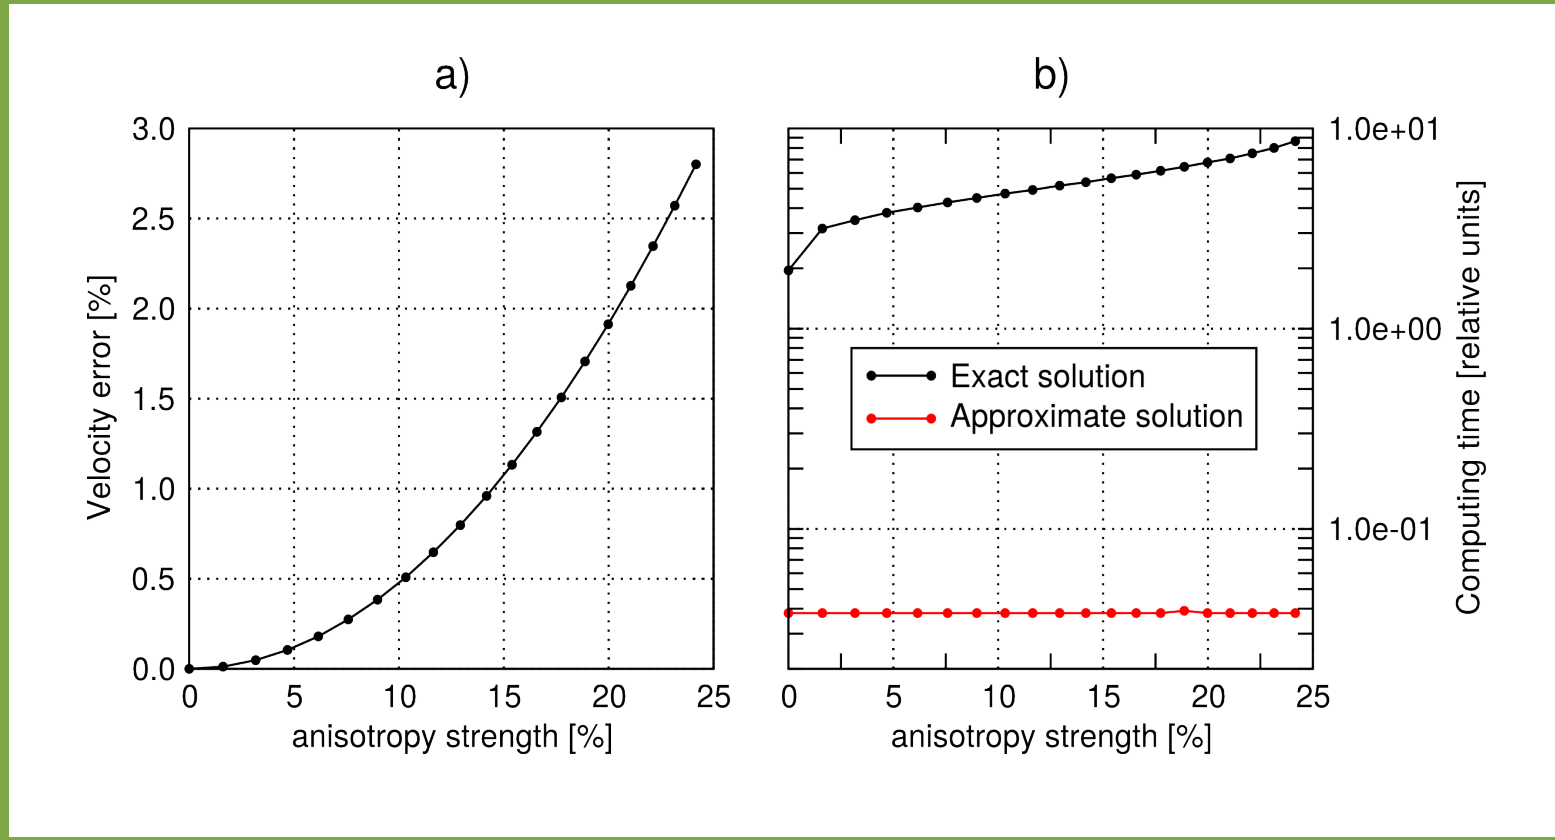 a)
3.0
2.5
2.0
1.5
1.0
0.5
0.0
Velocity error [%]
0 5 10 15 20 25
anisotropy strength [%]
b)
1.0e+01
1.0e+00
1.0e-01
Computing time [relative units]
Exact solution
Approximate solution
0 5 10 15 20 25
anisotropy strength [%]